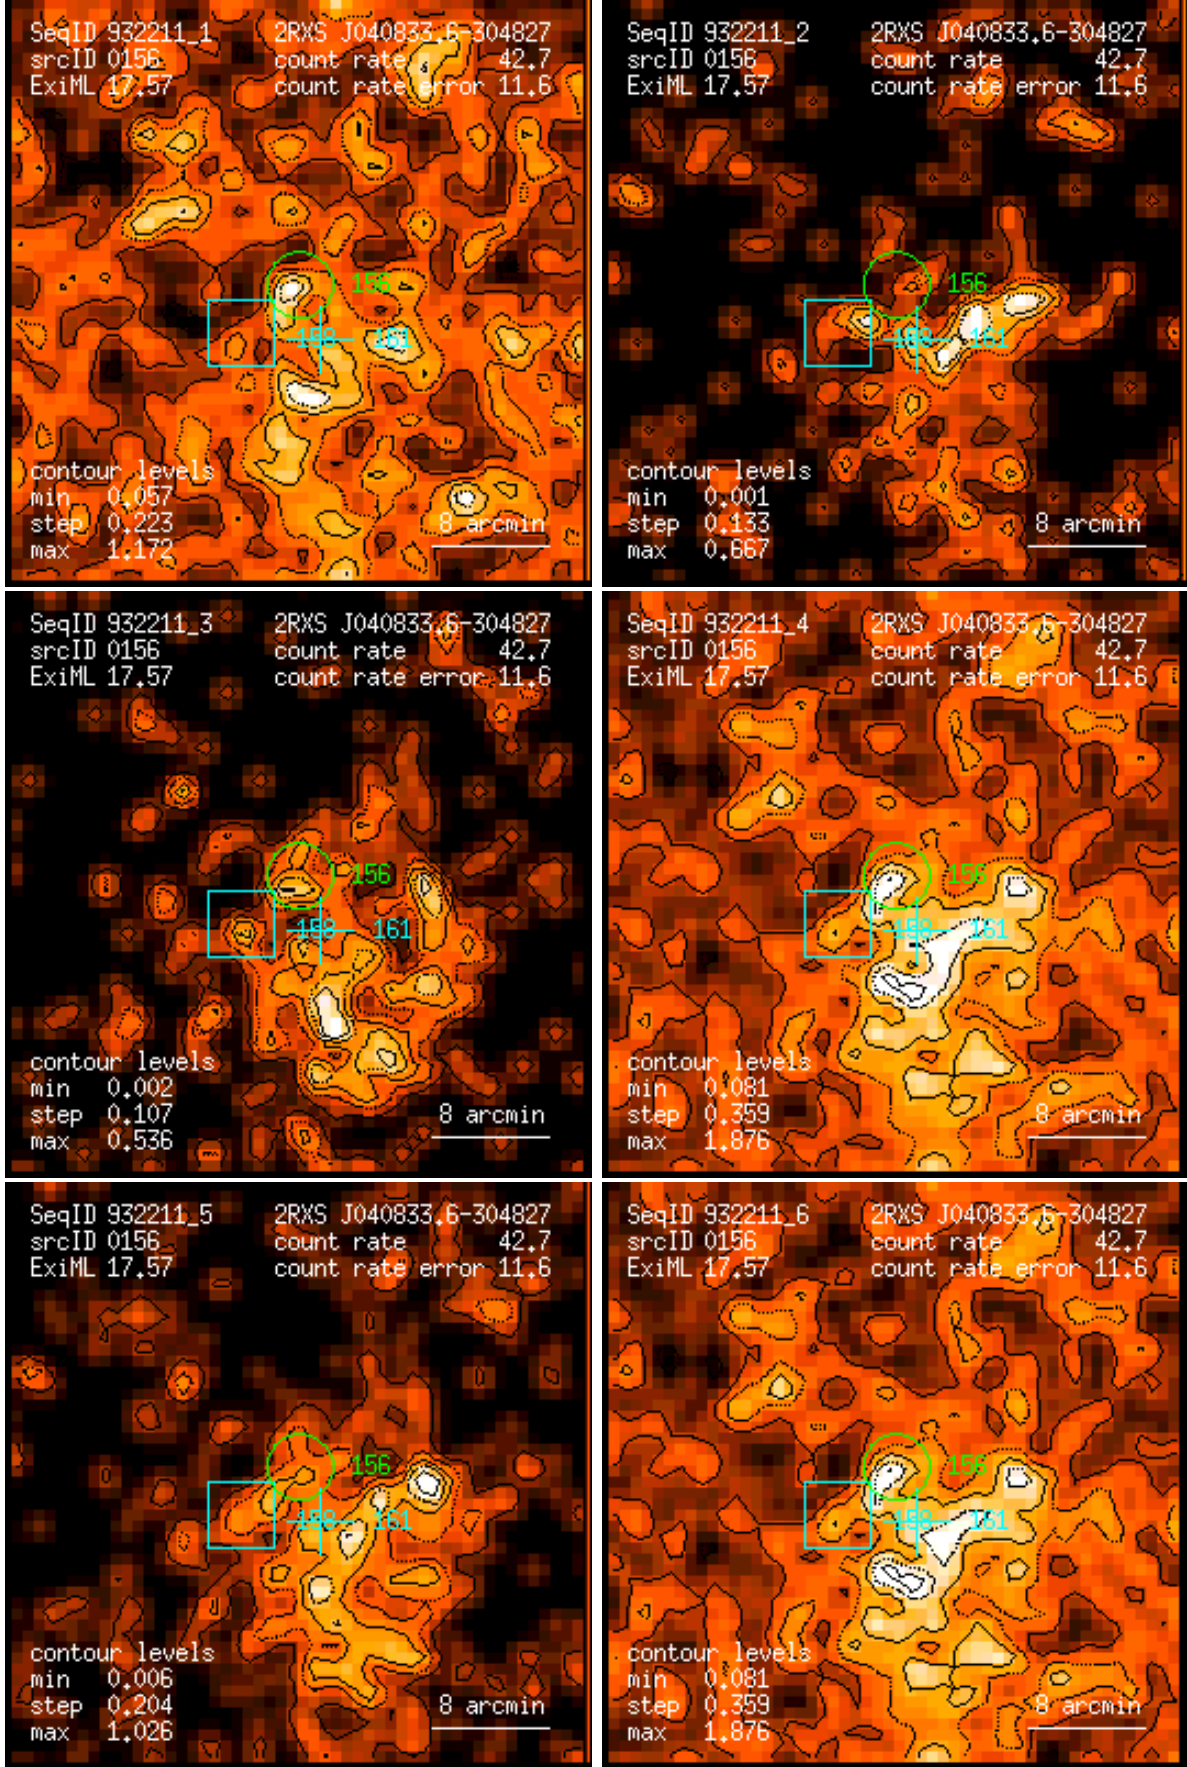 SeqID 932211_1 2RXS J040833.6-304827
srcID 0156 count rate 42.7
ExiML 17.57 count rate error 11.6
156
158 161
contour levels
min 0.057
step 0.223
max 1.172
8 arcmin
SeqID 932211_2 2RXS J040833.6-304827
srcID 0156 count rate 42.7
ExiML 17.57 count rate error 11.6
156
158 161
contour levels
min 0.001
step 0.133
max 0.667
8 arcmin
SeqID 932211_3 2RXS J040833.6-304827
srcID 0156 count rate 42.7
ExiML 17.57 count rate error 11.6
156
158 161
contour levels
min 0.002
step 0.107
max 0.536
8 arcmin
SeqID 932211_4 2RXS J040833.6-304827
srcID 0156 count rate 42.7
ExiML 17.57 count rate error 11.6
156
158 161
contour levels
min 0.081
step 0.359
max 1.876
8 arcmin
SeqID 932211_5 2RXS J040833.6-304827
srcID 0156 count rate 42.7
ExiML 17.57 count rate error 11.6
156
158 161
contour levels
min 0.006
step 0.204
max 1.026
8 arcmin
SeqID 932211_6 2RXS J040833.6-304827
srcID 0156 count rate 42.7
ExiML 17.57 count rate error 11.6
156
158 161
contour levels
min 0.081
step 0.359
max 1.876
8 arcmin